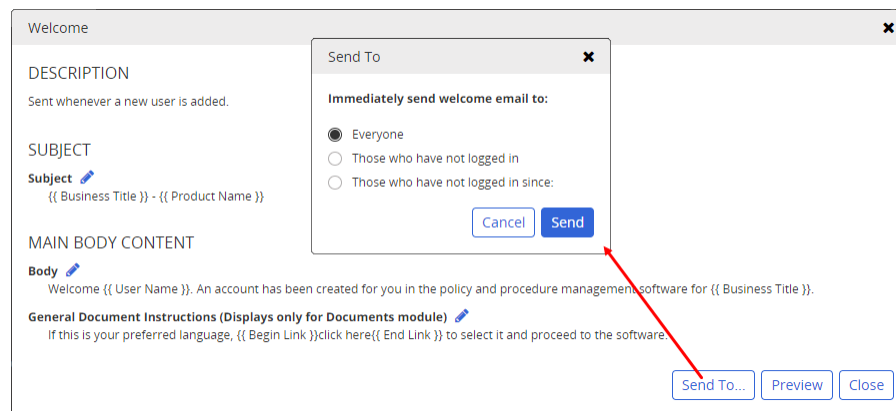 Welcome
Send To
Immediately send welcome email to:
Everyone
Those who have not logged in
Those who have not logged in since:
Cancel
Send
DESCRIPTION
Sent whenever a new user is added.
SUBJECT
Subject
{{ Business Title }} - {{ Product Name }}
MAIN BODY CONTENT
Body
Welcome {{ User Name }}. An account has been created for you in the policy and procedure management software for {{ Business Title }}.
General Document Instructions (Displays only for Documents module)
If this is your preferred language, {{ Begin Link }}click here{{ End Link }} to select it and proceed to the software.
Send To...
Preview
Close